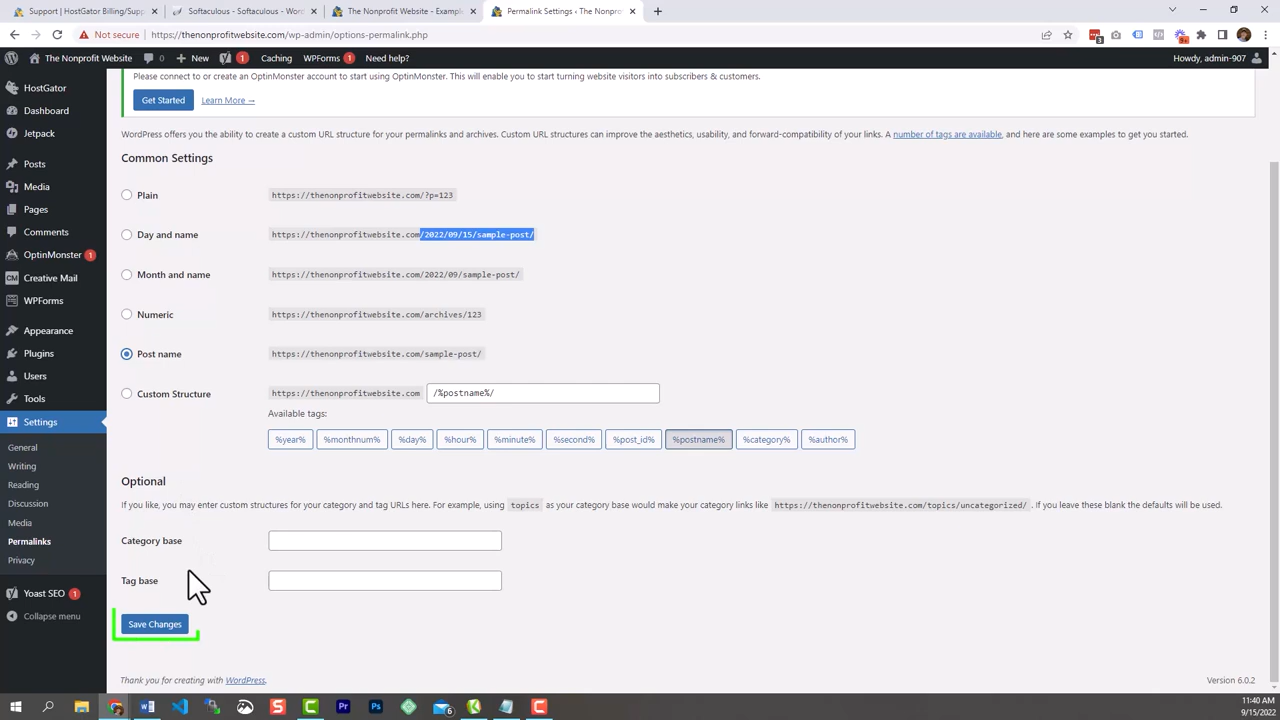 Support | HostGator Billing/Supp
Softaculous - Softaculous - Wor
The Nonprofit Website - Example
Permalink Settings ‹ The Nonpro
Not secure | https://thenonprofitwebsite.com/wp-admin/options-permalink.php
The Nonprofit Website 0 New 1 Caching WPForms 1 Need help? Howdy, admin-907
HostGator
Dashboard
Jetpack
Posts
Media
Pages
Comments
OptinMonster 1
Creative Mail
WPForms
Appearance
Plugins
Users
Tools
Settings
General
Writing
Reading
Discussion
Media
Permalinks
Privacy
Yoast SEO 1
Collapse menu
Please connect to or create an OptinMonster account to start using OptinMonster. This will enable you to start turning website visitors into subscribers & customers.
Get Started Learn More →
WordPress offers you the ability to create a custom URL structure for your permalinks and archives. Custom URL structures can improve the aesthetics, usability, and forward-compatibility of your links. A number of tags are available, and here are some examples to get you started.
Common Settings
Plain https://thenonprofitwebsite.com/?p=123
Day and name https://thenonprofitwebsite.com/2022/09/15/sample-post/
Month and name https://thenonprofitwebsite.com/2022/09/sample-post/
Numeric https://thenonprofitwebsite.com/archives/123
Post name https://thenonprofitwebsite.com/sample-post/
Custom Structure https://thenonprofitwebsite.com /%postname%/
Available tags:
%year% %monthnum% %day% %hour% %minute% %second% %post_id% %postname% %category% %author%
Optional
If you like, you may enter custom structures for your category and tag URLs here. For example, using topics as your category base would make your category links like https://thenonprofitwebsite.com/topics/uncategorized/ . If you leave these blank the defaults will be used.
Category base
Tag base
Save Changes
Thank you for creating with WordPress.
Version 6.0.2
11:40 AM
9/15/2022